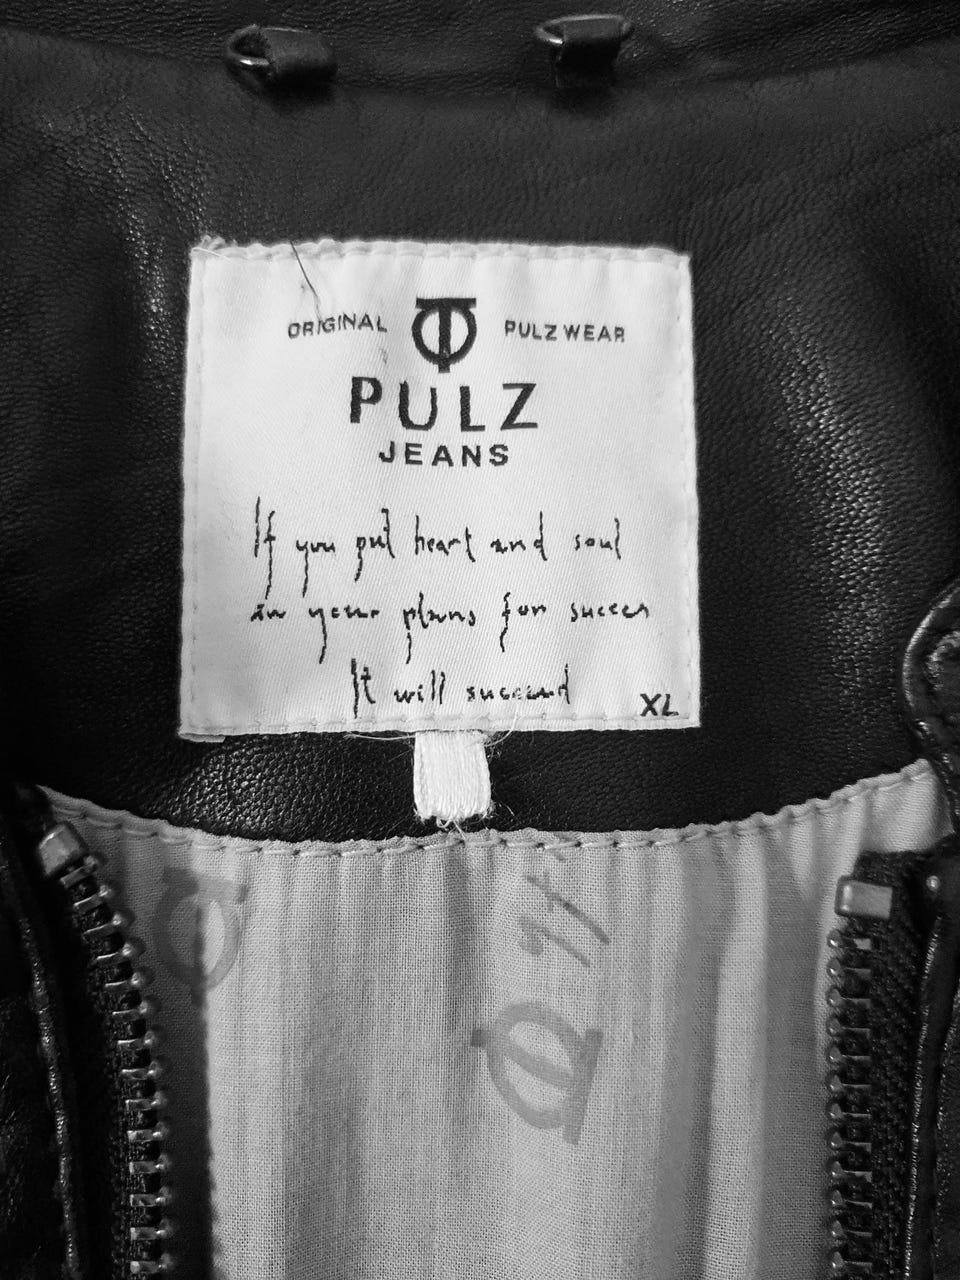 ORIGINAL PULZ WEAR
PULZ
JEANS
If you put heart and soul
in your plans for succes
It will succeed
XL